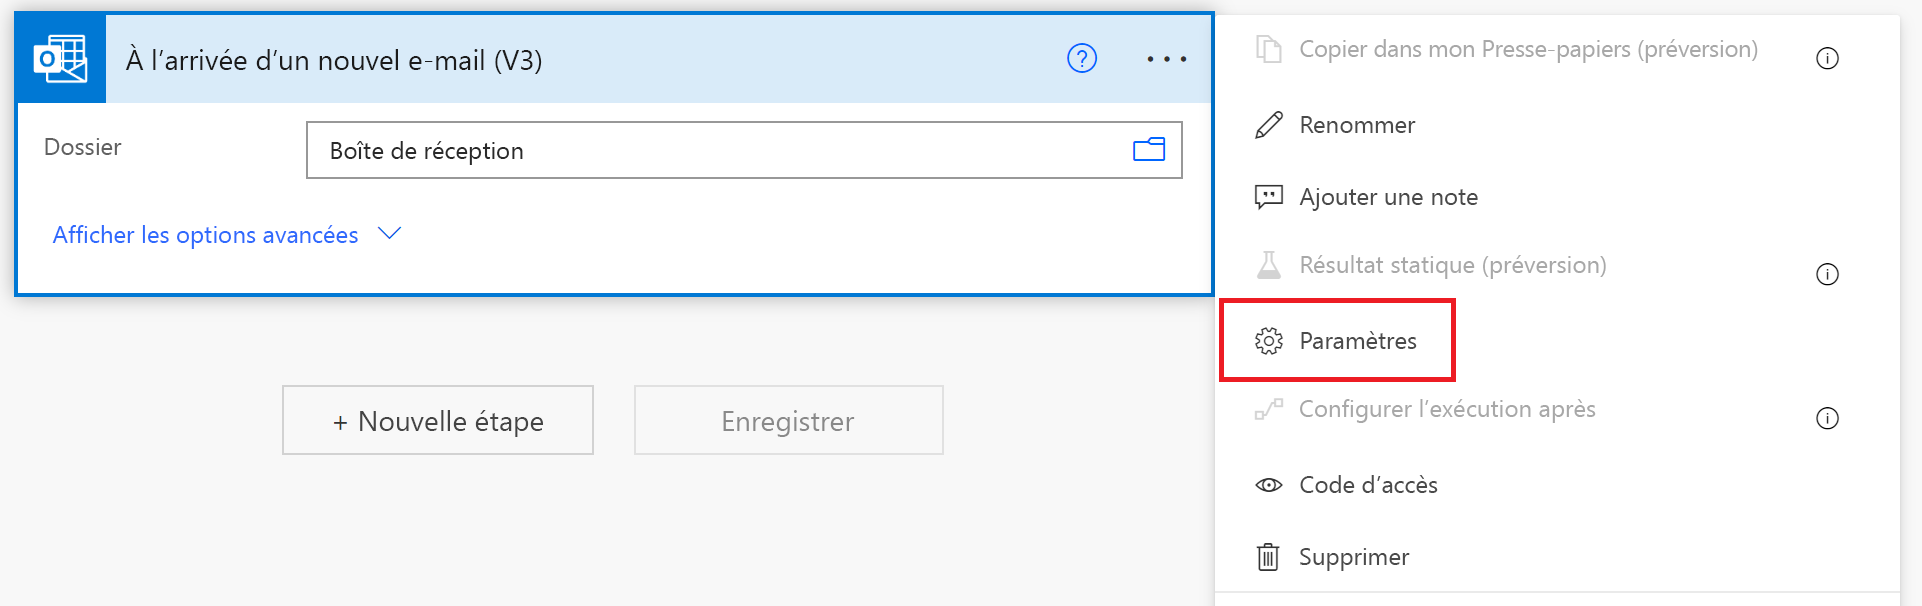 À l’arrivée d’un nouvel e-mail (V3)
Dossier
Boîte de réception
Afficher les options avancées
+ Nouvelle étape
Enregistrer
Copier dans mon Presse-papiers (préversion)
Renommer
Ajouter une note
Résultat statique (préversion)
Paramètres
Configurer l’exécution après
Code d’accès
Supprimer